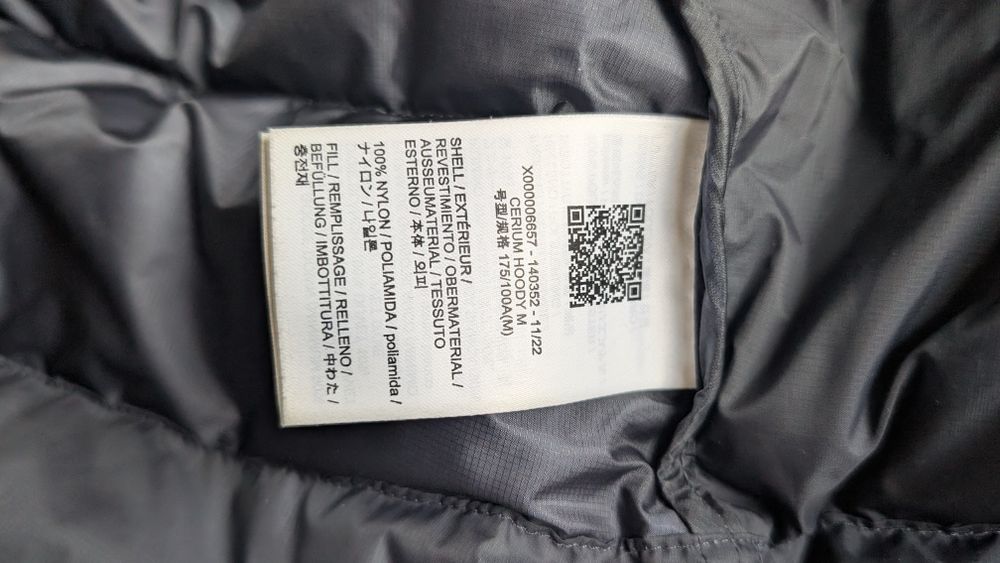 X000006657 - 140352 - 11/22
CERIUM HOODY M
号型/规格 175/100A(M)
SHELL / EXTÉRIEUR /
REVESTIMIENTO / OBERMATERIAL /
AUSSEUMATERIAL / TESSUTO
ESTERNO / 本体 / 외피
100% NYLON / POLIAMIDA / poliamida /
ナイロン / 나일론
FILL / REMPLISSAGE / RELLENO /
BEFÜLLUNG / IMBOTTITURA / 中わた /
충전재